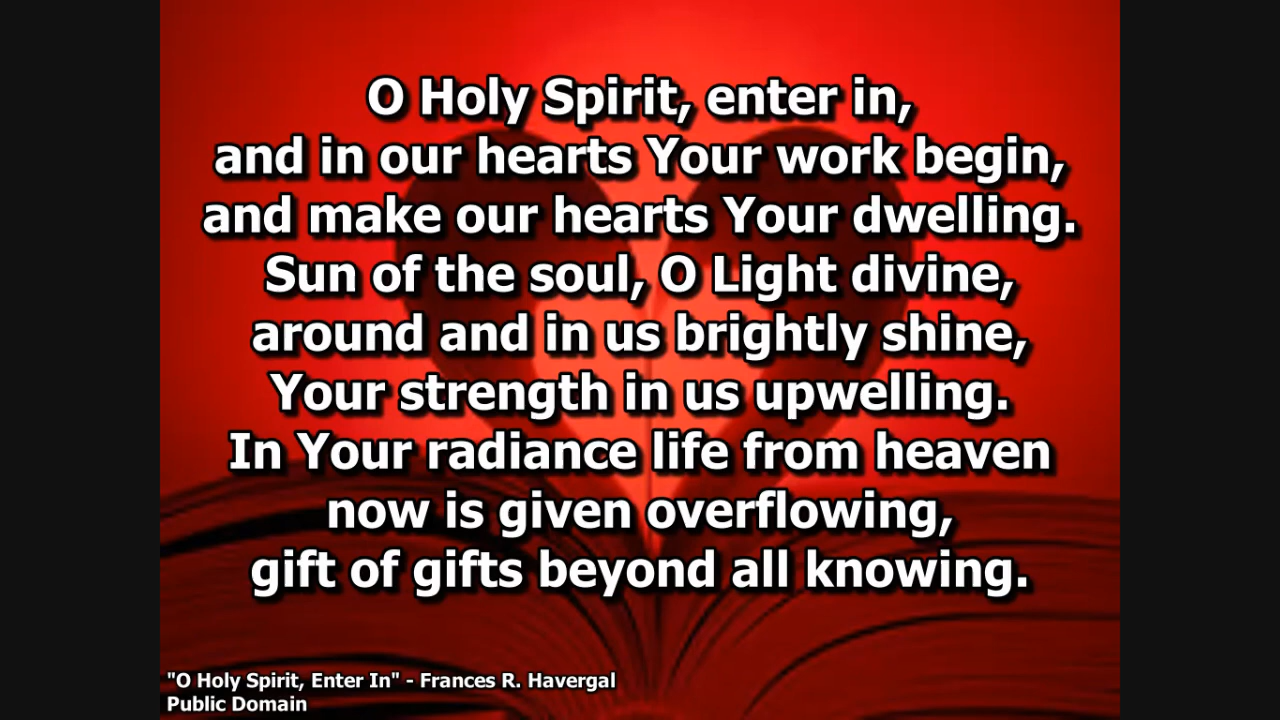 O Holy Spirit, enter in,
and in our hearts Your work begin,
and make our hearts Your dwelling.
Sun of the soul, O Light divine,
around and in us brightly shine,
Your strength in us upwelling.
In Your radiance life from heaven
now is given overflowing,
gift of gifts beyond all knowing.
"O Holy Spirit, Enter In" - Frances R. Havergal
Public Domain